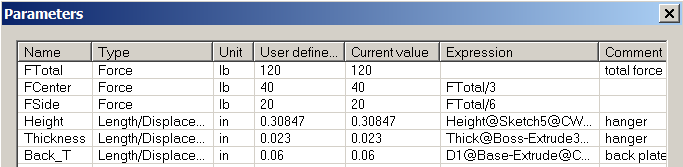 Parameters
Name Type Unit User define... Current value Expression Comment
FTotal Force lb 120 120 total force
FCenter Force lb 40 40 FTotal/3
FSide Force lb 20 20 FTotal/6
Height Length/Displace... in 0.30847 0.30847 Height@Sketch5@CW... hanger
Thickness Length/Displace... in 0.023 0.023 Thick@Boss-Extrude3... hanger
Back_T Length/Displace... in 0.06 0.06 D1@Base-Extrude@C... back plate